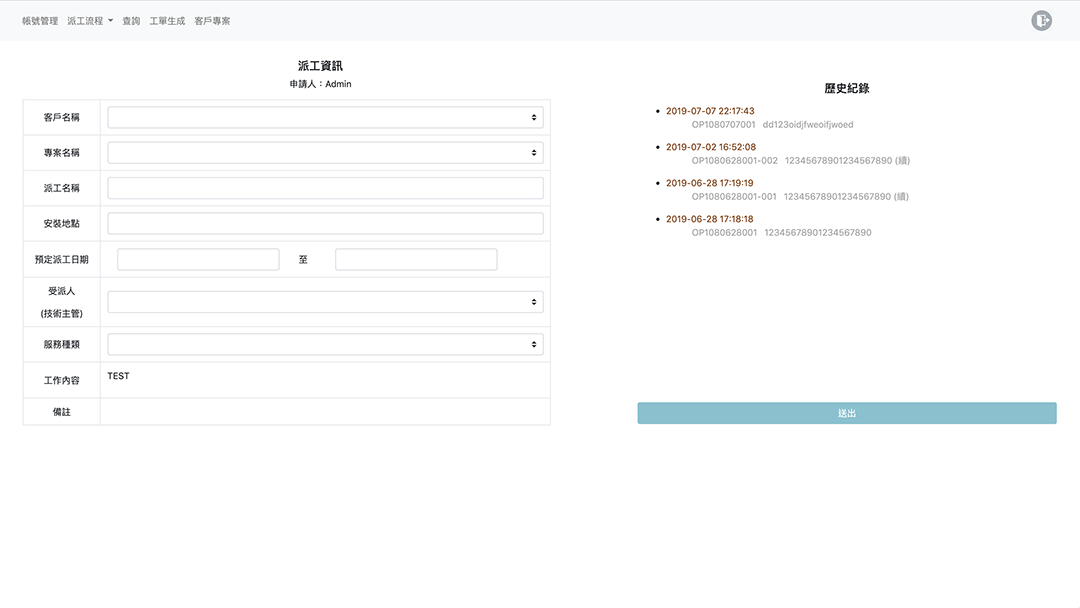 帳號管理 派工流程 查詢 工單生成 客戶專案
派工資訊
申請人：Admin
客戶名稱
專案名稱
派工名稱
安裝地點
預定派工日期 至
受派人
(技術主管)
服務種類
工作內容 TEST
備註
歷史紀錄
2019-07-07 22:17:43
OP1080707001 dd123oidjfweoifjwoed
2019-07-02 16:52:08
OP1080628001-002 12345678901234567890 (續)
2019-06-28 17:19:19
OP1080628001-001 12345678901234567890 (續)
2019-06-28 17:18:18
OP1080628001 12345678901234567890
送出